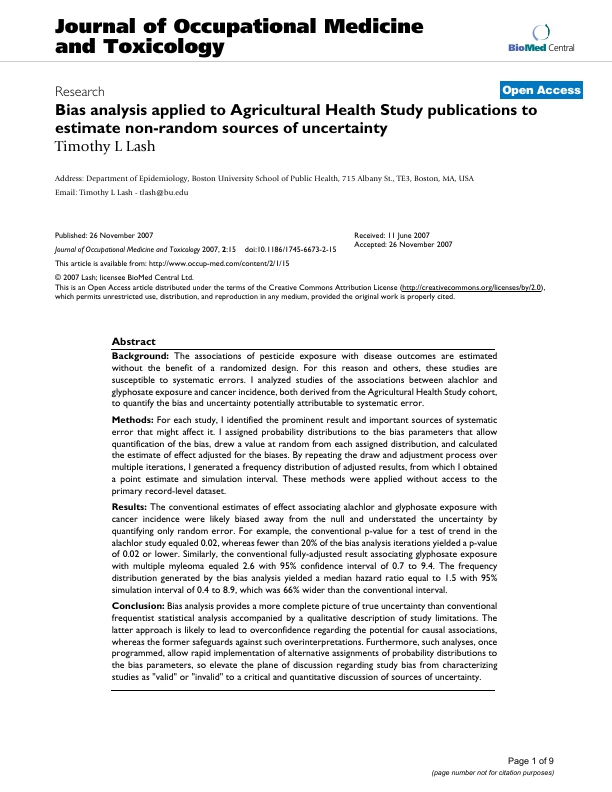 Journal of Occupational Medicine
and Toxicology
BioMed Central
Research
Open Access
Bias analysis applied to Agricultural Health Study publications to
estimate non-random sources of uncertainty
Timothy L Lash
Address: Department of Epidemiology, Boston University School of Public Health, 715 Albany St., TE3, Boston, MA, USA
Email: Timothy L Lash - tlash@bu.edu
Published: 26 November 2007
Journal of Occupational Medicine and Toxicology 2007, 2:15 doi:10.1186/1745-6673-2-15
Received: 11 June 2007
Accepted: 26 November 2007
This article is available from: http://www.occup-med.com/content/2/1/15
© 2007 Lash; licensee BioMed Central Ltd.
This is an Open Access article distributed under the terms of the Creative Commons Attribution License (http://creativecommons.org/licenses/by/2.0),
which permits unrestricted use, distribution, and reproduction in any medium, provided the original work is properly cited.
Abstract
Background: The associations of pesticide exposure with disease outcomes are estimated
without the benefit of a randomized design. For this reason and others, these studies are
susceptible to systematic errors. I analyzed studies of the associations between alachlor and
glyphosate exposure and cancer incidence, both derived from the Agricultural Health Study cohort,
to quantify the bias and uncertainty potentially attributable to systematic error.
Methods: For each study, I identified the prominent result and important sources of systematic
error that might affect it. I assigned probability distributions to the bias parameters that allow
quantification of the bias, drew a value at random from each assigned distribution, and calculated
the estimate of effect adjusted for the biases. By repeating the draw and adjustment process over
multiple iterations, I generated a frequency distribution of adjusted results, from which I obtained
a point estimate and simulation interval. These methods were applied without access to the
primary record-level dataset.
Results: The conventional estimates of effect associating alachlor and glyphosate exposure with
cancer incidence were likely biased away from the null and understated the uncertainty by
quantifying only random error. For example, the conventional p-value for a test of trend in the
alachlor study equaled 0.02, whereas fewer than 20% of the bias analysis iterations yielded a p-value
of 0.02 or lower. Similarly, the conventional fully-adjusted result associating glyphosate exposure
with multiple myeloma equaled 2.6 with 95% confidence interval of 0.7 to 9.4. The frequency
distribution generated by the bias analysis yielded a median hazard ratio equal to 1.5 with 95%
simulation interval of 0.4 to 8.9, which was 66% wider than the conventional interval.
Conclusion: Bias analysis provides a more complete picture of true uncertainty than conventional
frequentist statistical analysis accompanied by a qualitative description of study limitations. The
latter approach is likely to lead to overconfidence regarding the potential for causal associations,
whereas the former safeguards against such overinterpretations. Furthermore, such analyses, once
programmed, allow rapid implementation of alternative assignments of probability distributions to
the bias parameters, so elevate the plane of discussion regarding study bias from characterizing
studies as "valid" or "invalid" to a critical and quantitative discussion of sources of uncertainty.
Page 1 of 9
(page number not for citation purposes)